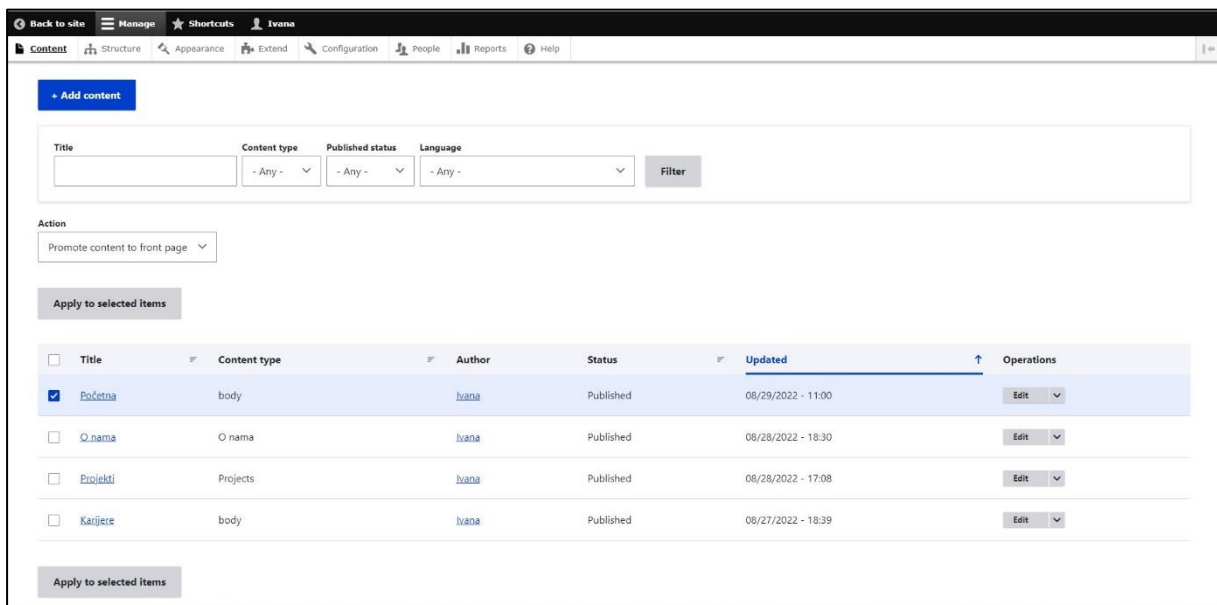 Back to site Manage Shortcuts Ivana
Content Structure Appearance Extend Configuration People Reports Help
+ Add content
Title Content type Published status Language
- Any - - Any - - Any - Filter
Action
Promote content to front page
Apply to selected items
Title Content type Author Status Updated Operations
Početna body Ivana Published 08/29/2022 - 11:00 Edit
O nama O nama Ivana Published 08/28/2022 - 18:30 Edit
Projekti Projects Ivana Published 08/28/2022 - 17:08 Edit
Karijere body Ivana Published 08/27/2022 - 18:39 Edit
Apply to selected items